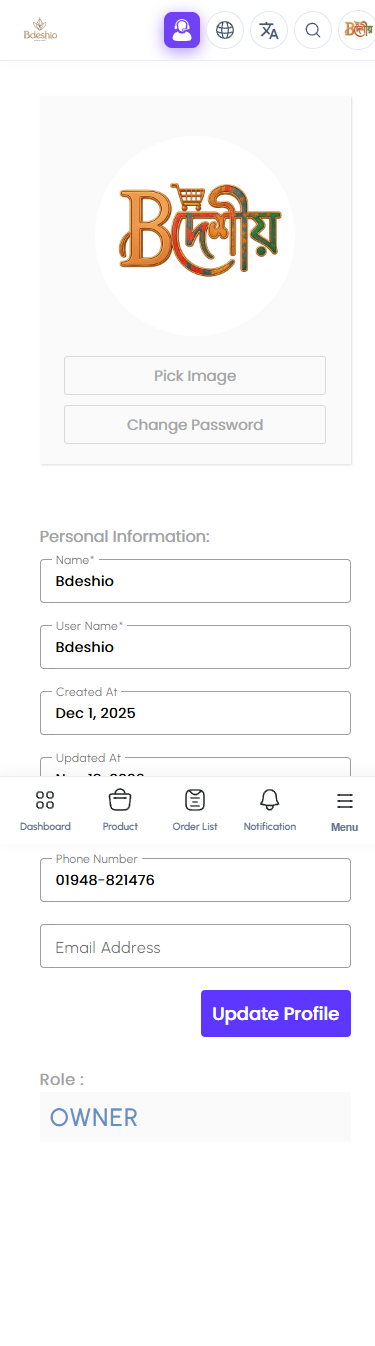 Bdeshio
Bদেশীয়
Bদেশীয়
Pick Image
Change Password
Personal Information:
Name*
Bdeshio
User Name*
Bdeshio
Created At
Dec 1, 2025
Updated At
Dashboard
Product
Order List
Notification
Menu
Phone Number
01948-821476
Email Address
Update Profile
Role :
OWNER